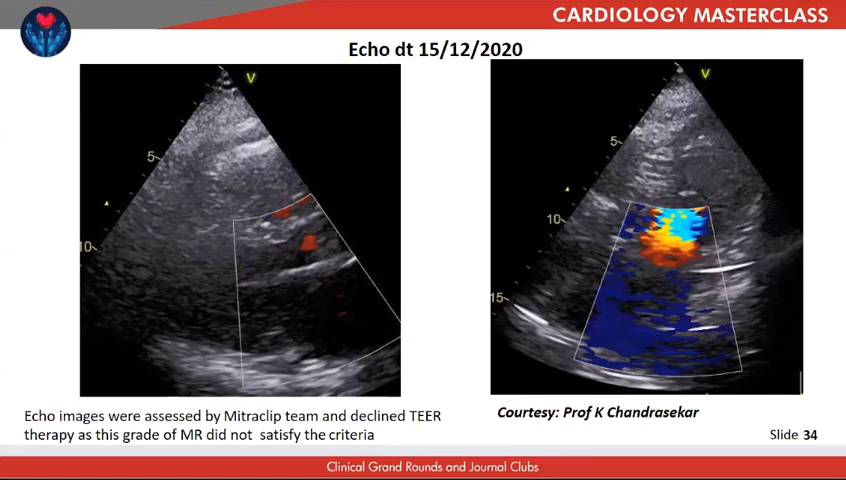 CARDIOLOGY MASTERCLASS
Echo dt 15/12/2020
V
5
10
V
5
10
15
Echo images were assessed by Mitraclip team and declined TEER
therapy as this grade of MR did not satisfy the criteria
Courtesy: Prof K Chandrasekar
Slide 34
Clinical Grand Rounds and Journal Clubs